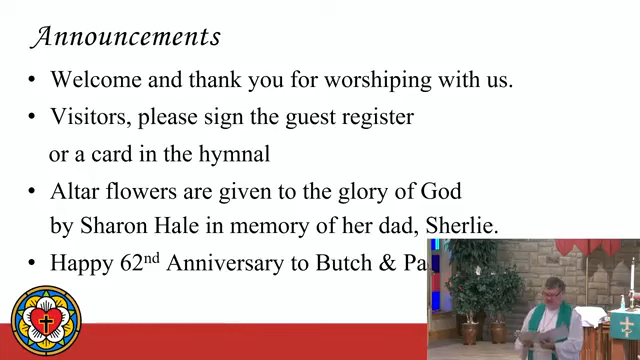 Announcements
• Welcome and thank you for worshiping with us.
• Visitors, please sign the guest register
or a card in the hymnal
• Altar flowers are given to the glory of God
by Sharon Hale in memory of her dad, Sherlie.
• Happy 62nd Anniversary to Butch &